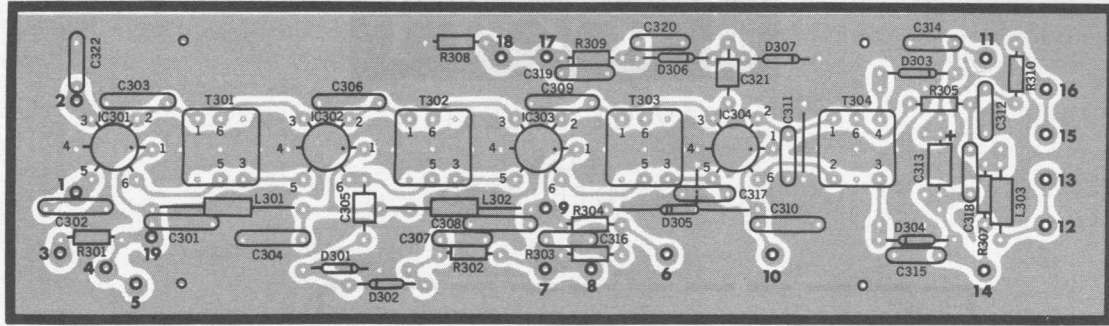 C322
2
C303
T301
IC301
3
2
4
1
5
6
1 6
5 3
C306
T302
IC302
3
2
4
1
5
6
1 6
5 3
R308
18
17
R309
C319
C309
C320
D306
D307
C321
T303
IC303
3
2
4
1
5
6
1 6
5 3
IC304
3
2
4
1
5
6
C311
T304
1 6 4
2 3
C314
D303
R305
11
R310
C312
16
15
+
C313
C318
R307
L303
13
12
1
C302
C301
R301
3
4
5
19
L301
C304
C305
D301
D302
L302
C308
C307
R302
9
R304
C316
R303
7
8
6
D305
C317
C310
10
D304
C315
14